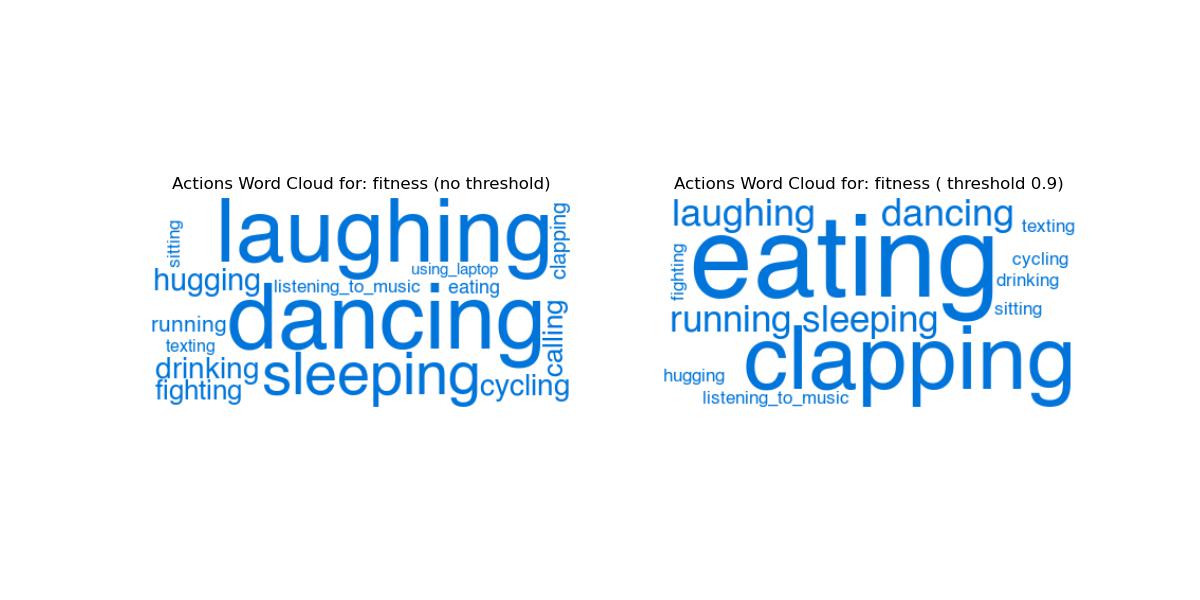 Actions Word Cloud for: fitness (no threshold)
laughing
sitting
clapping
using_laptop
hugging
listening_to_music
eating
dancing
running
calling
texting
drinking
sleeping
cycling
fighting
Actions Word Cloud for: fitness ( threshold 0.9)
laughing
dancing
texting
eating
fighting
cycling
drinking
sitting
running
sleeping
clapping
hugging
listening_to_music